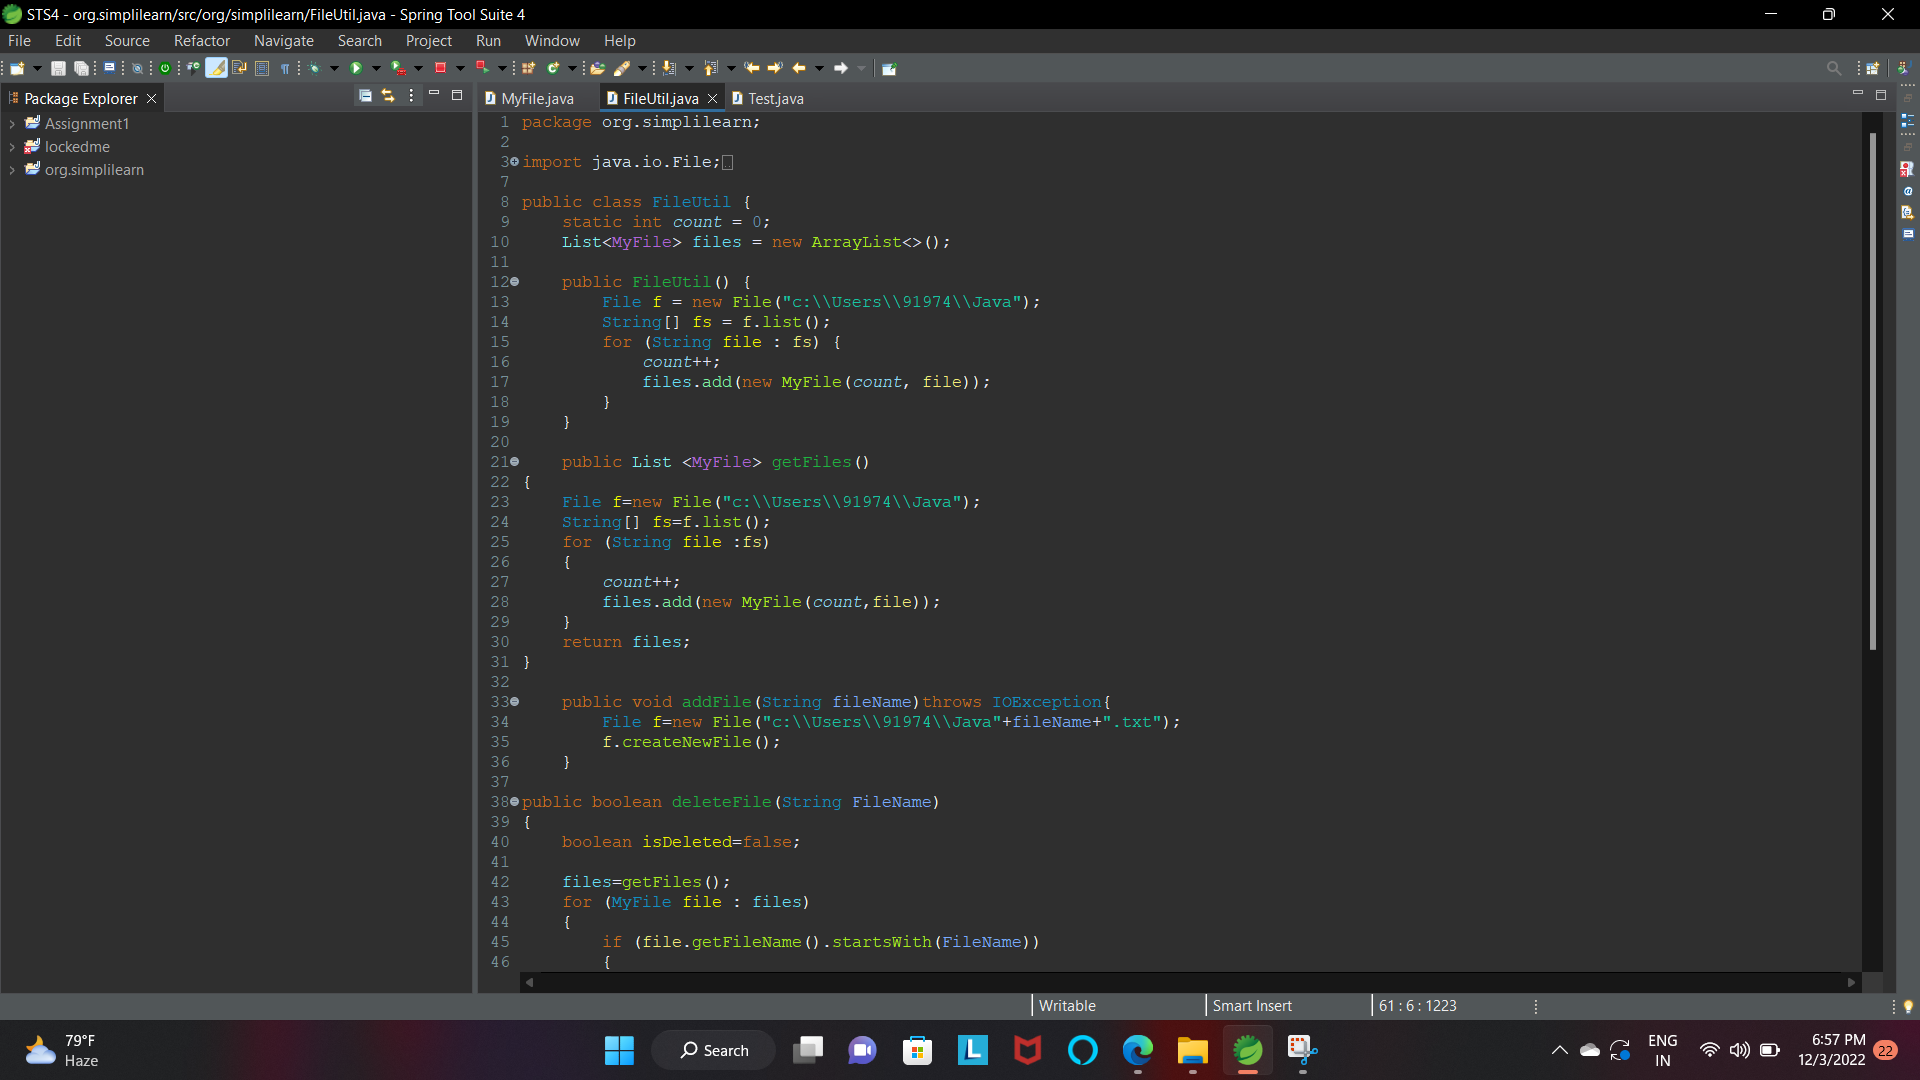 STS4 - org.simplilearn/src/org/simplilearn/FileUtil.java - Spring Tool Suite 4
File Edit Source Refactor Navigate Search Project Run Window Help
Package Explorer
Assignment1
lockedme
org.simplilearn
MyFile.java FileUtil.java Test.java
1 package org.simplilearn;
2
3 import java.io.File;
7
8 public class FileUtil {
9     static int count = 0;
10     List<MyFile> files = new ArrayList<>();
11
12     public FileUtil() {
13         File f = new File("c:\\Users\\91974\\Java");
14         String[] fs = f.list();
15         for (String file : fs) {
16             count++;
17             files.add(new MyFile(count, file));
18         }
19     }
20
21     public List <MyFile> getFiles()
22 {
23     File f=new File("c:\\Users\\91974\\Java");
24     String[] fs=f.list();
25     for (String file :fs)
26     {
27         count++;
28         files.add(new MyFile(count,file));
29     }
30     return files;
31 }
32
33     public void addFile(String fileName)throws IOException{
34         File f=new File("c:\\Users\\91974\\Java"+fileName+".txt");
35         f.createNewFile();
36     }
37
38 public boolean deleteFile(String FileName)
39 {
40     boolean isDeleted=false;
41
42     files=getFiles();
43     for (MyFile file : files)
44     {
45         if (file.getFileName().startsWith(FileName))
46         {
Writable Smart Insert 61 : 6 : 1223
79°F
Haze
Search
ENG
IN
6:57 PM
12/3/2022
22